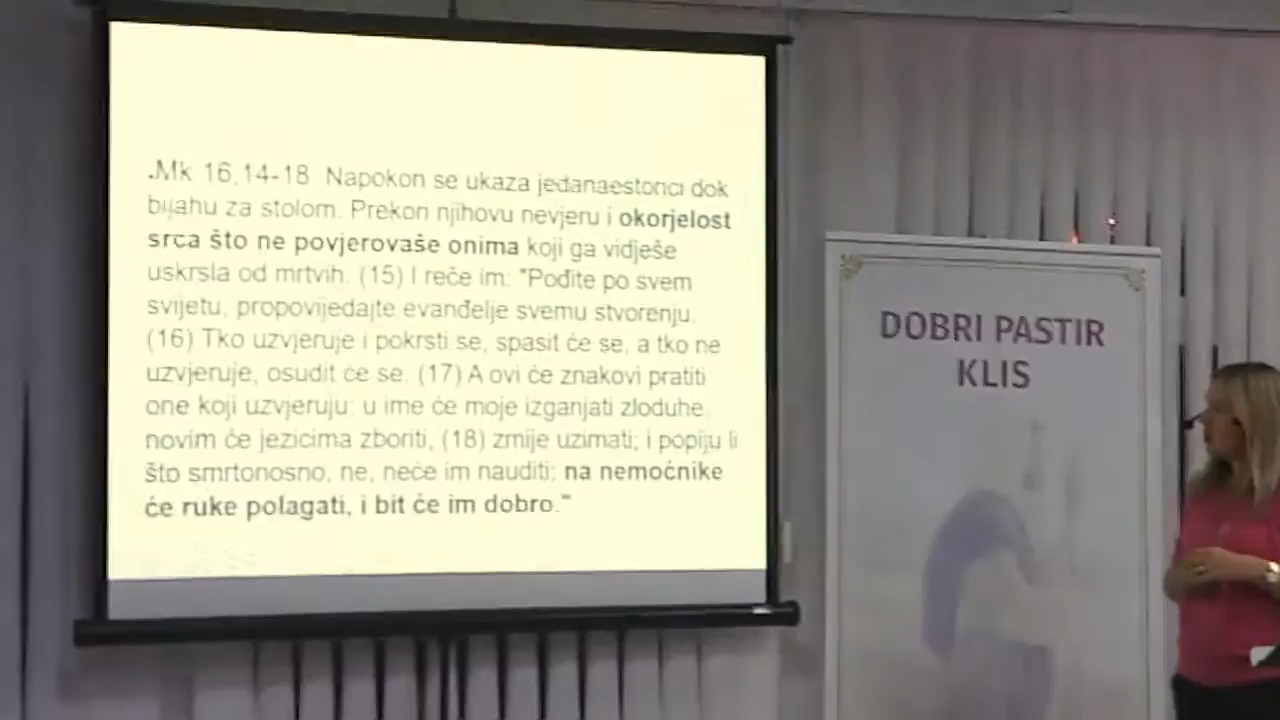 Mk 16,14-18 Napokon se ukaza jedanaestorici dok
bijahu za stolom. Prekori njihovu nevjeru i okorjelost
srca što ne povjerovaše onima koji ga vidješe
uskrsla od mrtvih. (15) I reče im: "Pođite po svem
svijetu, propovijedajte evanđelje svemu stvorenju.
(16) Tko uzvjeruje i pokrsti se, spasit će se, a tko ne
uzvjeruje, osudit će se. (17) A ovi će znakovi pratiti
one koji uzvjeruju: u ime će moje izganjati zloduhe,
novim će jezicima zboriti, (18) zmije uzimati; i popiju li
što smrtonosno, ne, neće im nauditi; na nemoćnike
će ruke polagati, i bit će im dobro."
DOBRI PASTIR
KLIS